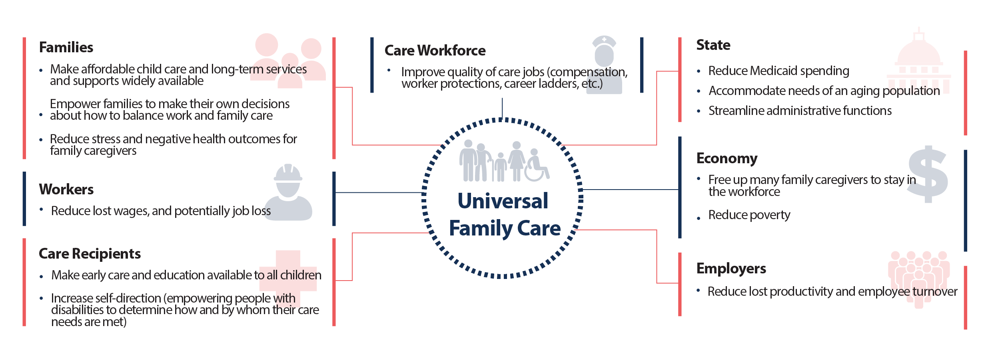 Families
• Make affordable child care and long-term services
and supports widely available
• Empower families to make their own decisions
about how to balance work and family care
• Reduce stress and negative health outcomes for
family caregivers
Workers
• Reduce lost wages, and potentially job loss
Care Recipients
• Make early care and education available to all children
• Increase self-direction (empowering people with
disabilities to determine how and by whom their care
needs are met)
Care Workforce
• Improve quality of care jobs (compensation,
worker protections, career ladders, etc.)
Universal
Family Care
State
• Reduce Medicaid spending
• Accommodate needs of an aging population
• Streamline administrative functions
Economy
• Free up many family caregivers to stay in
the workforce
• Reduce poverty
Employers
• Reduce lost productivity and employee turnover